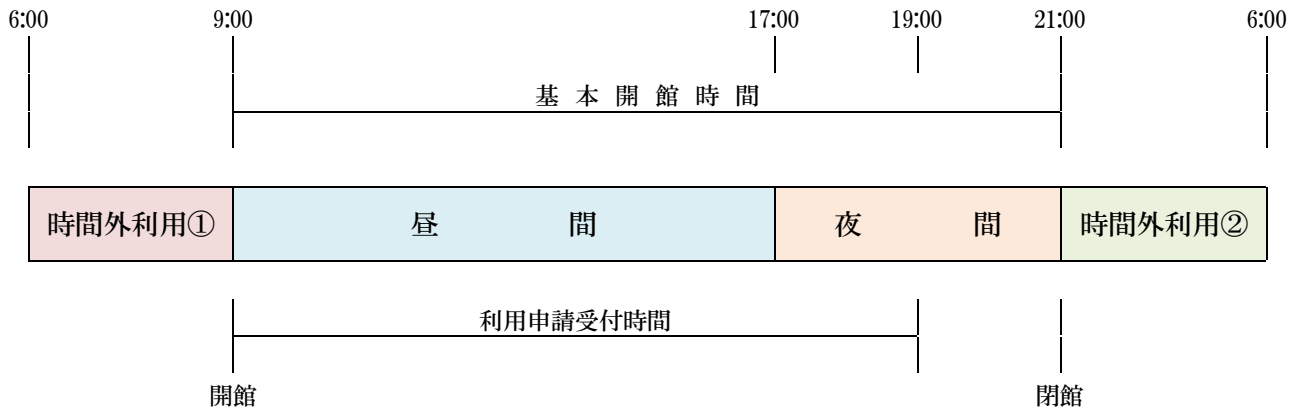 6:00 9:00 17:00 19:00 21:00 6:00
基本開館時間
時間外利用① 昼間 夜間 時間外利用②
利用申請受付時間
開館 閉館